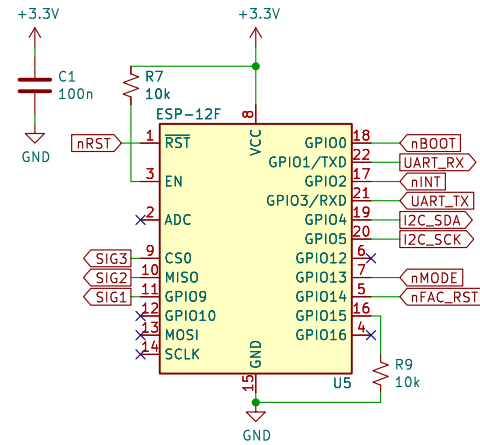 +3.3V
+3.3V
C1
100n
GND
R7
10k
ESP-12F
8
VCC
nRST 1 RST
3 EN
2 ADC
SIG3 9 CS0
SIG2 10 MISO
SIG1 11 GPIO9
12 GPIO10
13 MOSI
14 SCLK
GPIO0 18 nBOOT
GPIO1/TXD 22 UART_RX
GPIO2 17 nINT
GPIO3/RXD 21 UART_TX
GPIO4 19 I2C_SDA
GPIO5 20 I2C_SCK
GPIO12 6
GPIO13 7 nMODE
GPIO14 5 nFAC_RST
GPIO15 16
GPIO16 4
GND
15
U5
R9
10k
GND